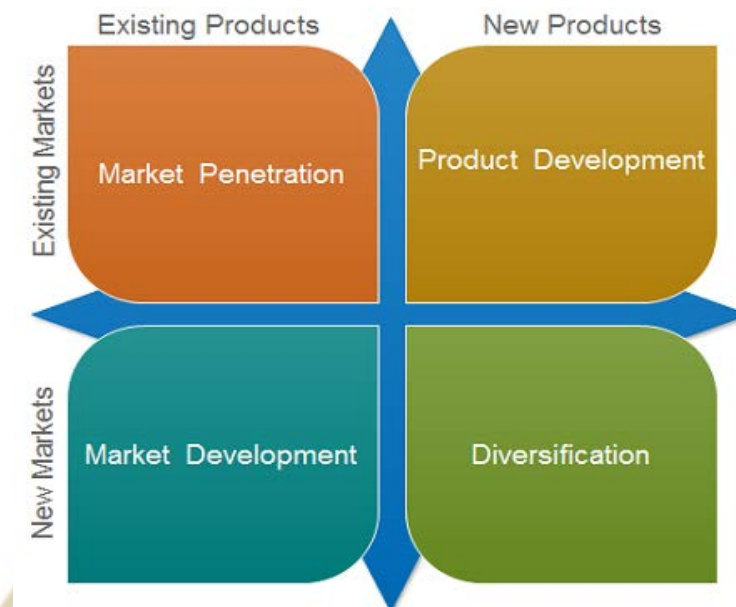 Existing Products
New Products
Existing Markets
Market Penetration
Product Development
New Markets
Market Development
Diversification